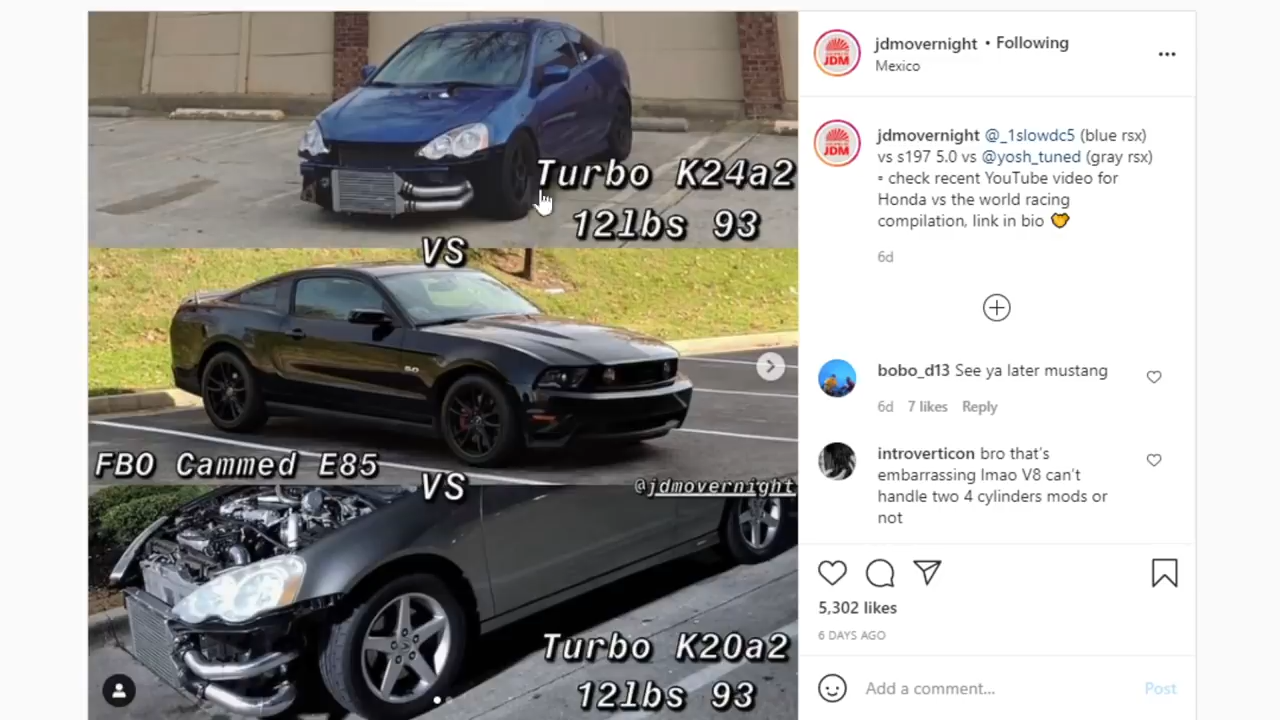 Turbo K24a2
12lbs 93
VS
5.0
FBO Cammed E85
VS
@jdmovernight
Turbo K20a2
12lbs 93
JDM
jdmovernight • Following
Mexico
JDM
jdmovernight @_1slowdc5 (blue rsx)
vs s197 5.0 vs @yosh_tuned (gray rsx)
▫ check recent YouTube video for
Honda vs the world racing
compilation, link in bio
6d
bobo_d13 See ya later mustang
6d 7 likes Reply
introverticon bro that's
embarrassing lmao V8 can't
handle two 4 cylinders mods or
not
5,302 likes
6 DAYS AGO
Add a comment...
Post